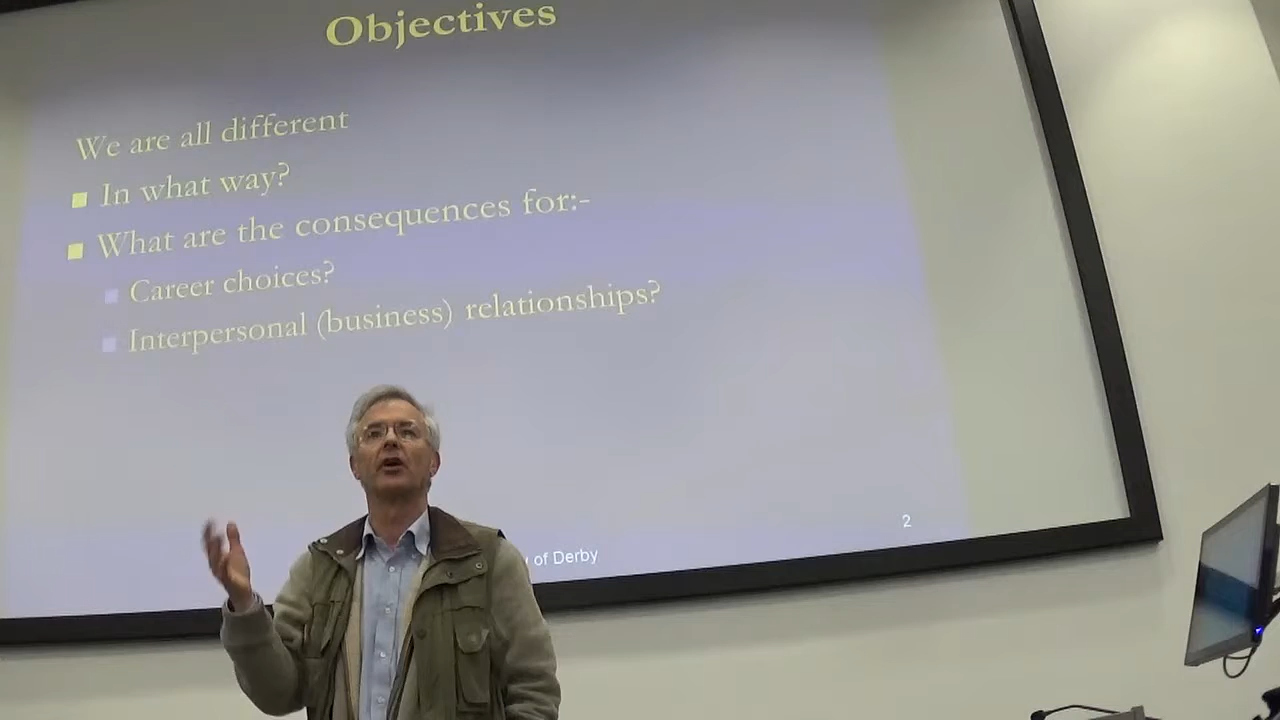 Objectives
We are all different
In what way?
What are the consequences for:-
Career choices?
Interpersonal (business) relationships?
2
of Derby